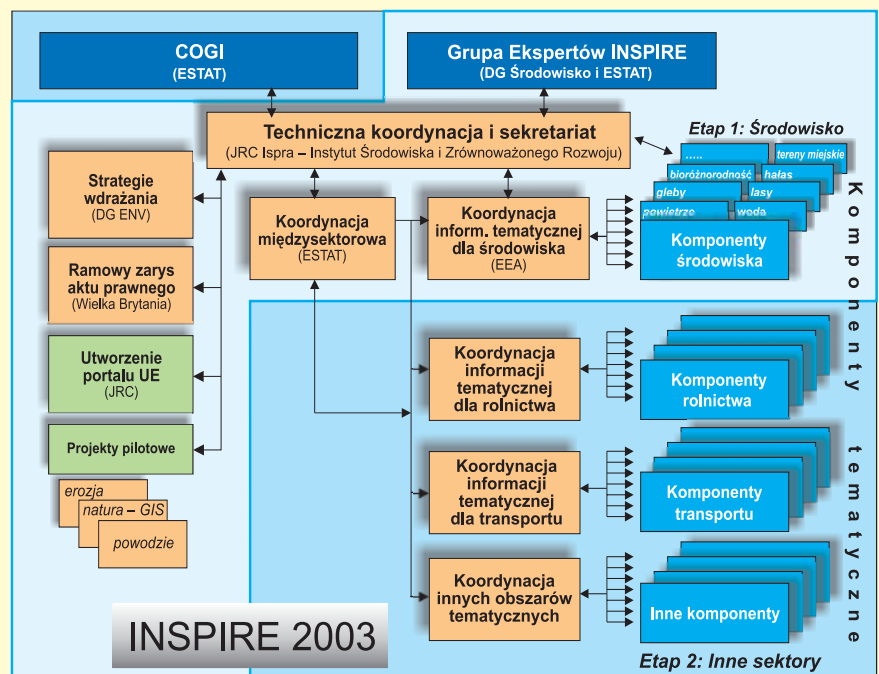 COGI
(ESTAT)
Grupa Ekspertów INSPIRE
(DG Środowisko i ESTAT)
Techniczna koordynacja i sekretariat
(JRC Ispra – Instytut Środowiska i Zrównoważonego Rozwoju)
Etap 1: Środowisko
.....
tereny miejskie
bioróżnorodność
hałas
gleby
lasy
powietrze
woda
Komponenty
środowiska
Strategie
wdrażania
(DG ENV)
Koordynacja
międzysektorowa
(ESTAT)
Koordynacja
inform. tematycznej
dla środowiska
(EEA)
Ramowy zarys
aktu prawnego
(Wielka Brytania)
Utworzenie
portalu UE
(JRC)
Projekty pilotowe
erozja
natura – GIS
powodzie
Koordynacja
informacji
tematycznej
dla rolnictwa
Komponenty
rolnictwa
Koordynacja
informacji
tematycznej
dla transportu
Komponenty
transportu
Koordynacja
innych obszarów
tematycznych
Inne komponenty
Komponenty tematyczne
INSPIRE 2003
Etap 2: Inne sektory